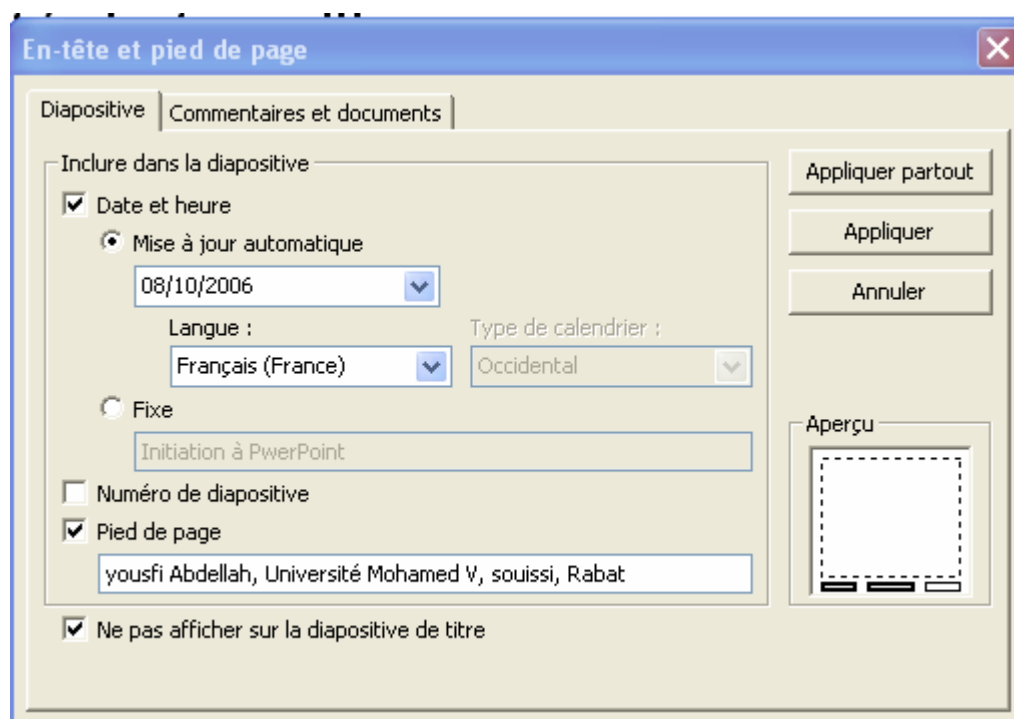 En-tête et pied de page
Diapositive
Commentaires et documents
Inclure dans la diapositive
Date et heure
Mise à jour automatique
08/10/2006
Langue :
Type de calendrier :
Français (France)
Occidental
Fixe
Initiation à PwerPoint
Numéro de diapositive
Pied de page
yousfi Abdellah, Université Mohamed V, souissi, Rabat
Ne pas afficher sur la diapositive de titre
Appliquer partout
Appliquer
Annuler
Aperçu